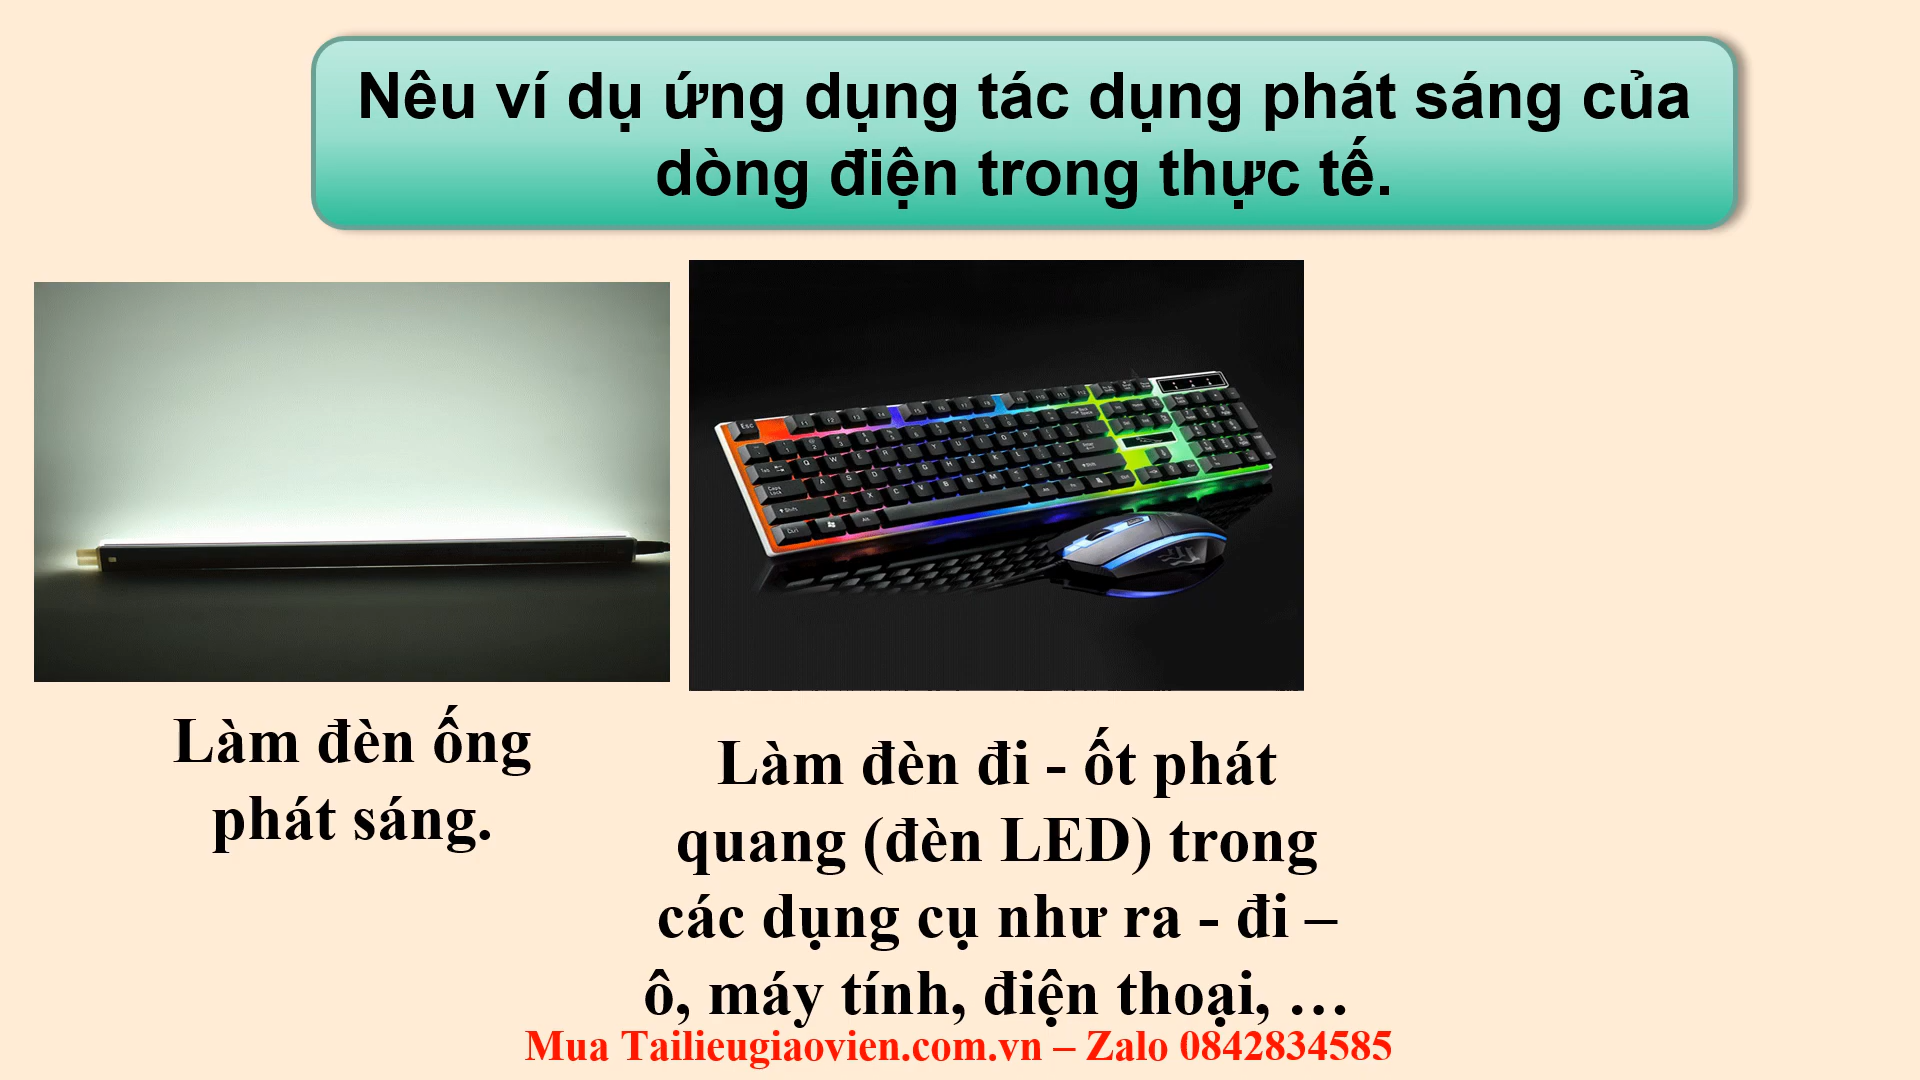 Nêu ví dụ ứng dụng tác dụng phát sáng của
dòng điện trong thực tế.
Làm đèn ống
phát sáng.
Làm đèn đi - ốt phát
quang (đèn LED) trong
các dụng cụ như ra - đi –
ô, máy tính, điện thoại, …
Mua Tailieugiaovien.com.vn – Zalo 0842834585